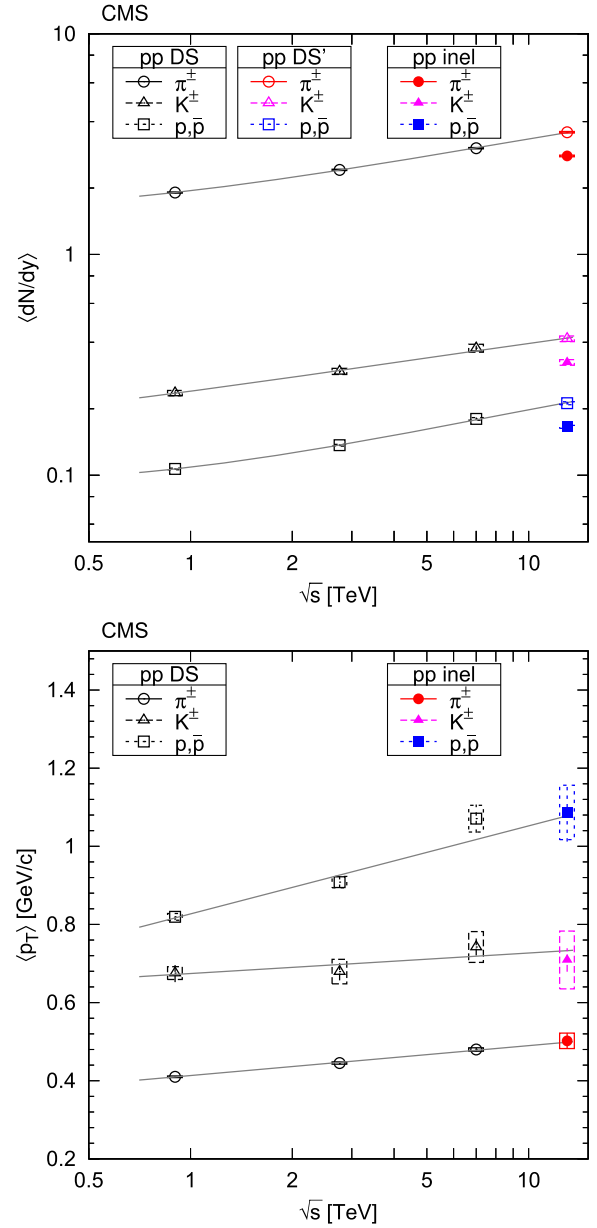 CMS
10
1
0.1
⟨dN/dy⟩
pp DS
π±
K±
p,p̄
pp DS'
π±
K±
p,p̄
pp inel
π±
K±
p,p̄
0.5 1 2 5 10
√s [TeV]
CMS
1.4
1.2
1
0.8
0.6
0.4
0.2
⟨p_T⟩ [GeV/c]
pp DS
π±
K±
p,p̄
pp inel
π±
K±
p,p̄
0.5 1 2 5 10
√s [TeV]